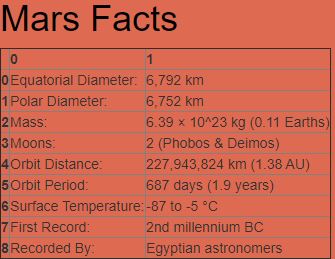 Mars Facts
0 1
0 Equatorial Diameter: 6,792 km
1 Polar Diameter: 6,752 km
2 Mass: 6.39 × 10^23 kg (0.11 Earths)
3 Moons: 2 (Phobos & Deimos)
4 Orbit Distance: 227,943,824 km (1.38 AU)
5 Orbit Period: 687 days (1.9 years)
6 Surface Temperature: -87 to -5 °C
7 First Record: 2nd millennium BC
8 Recorded By: Egyptian astronomers